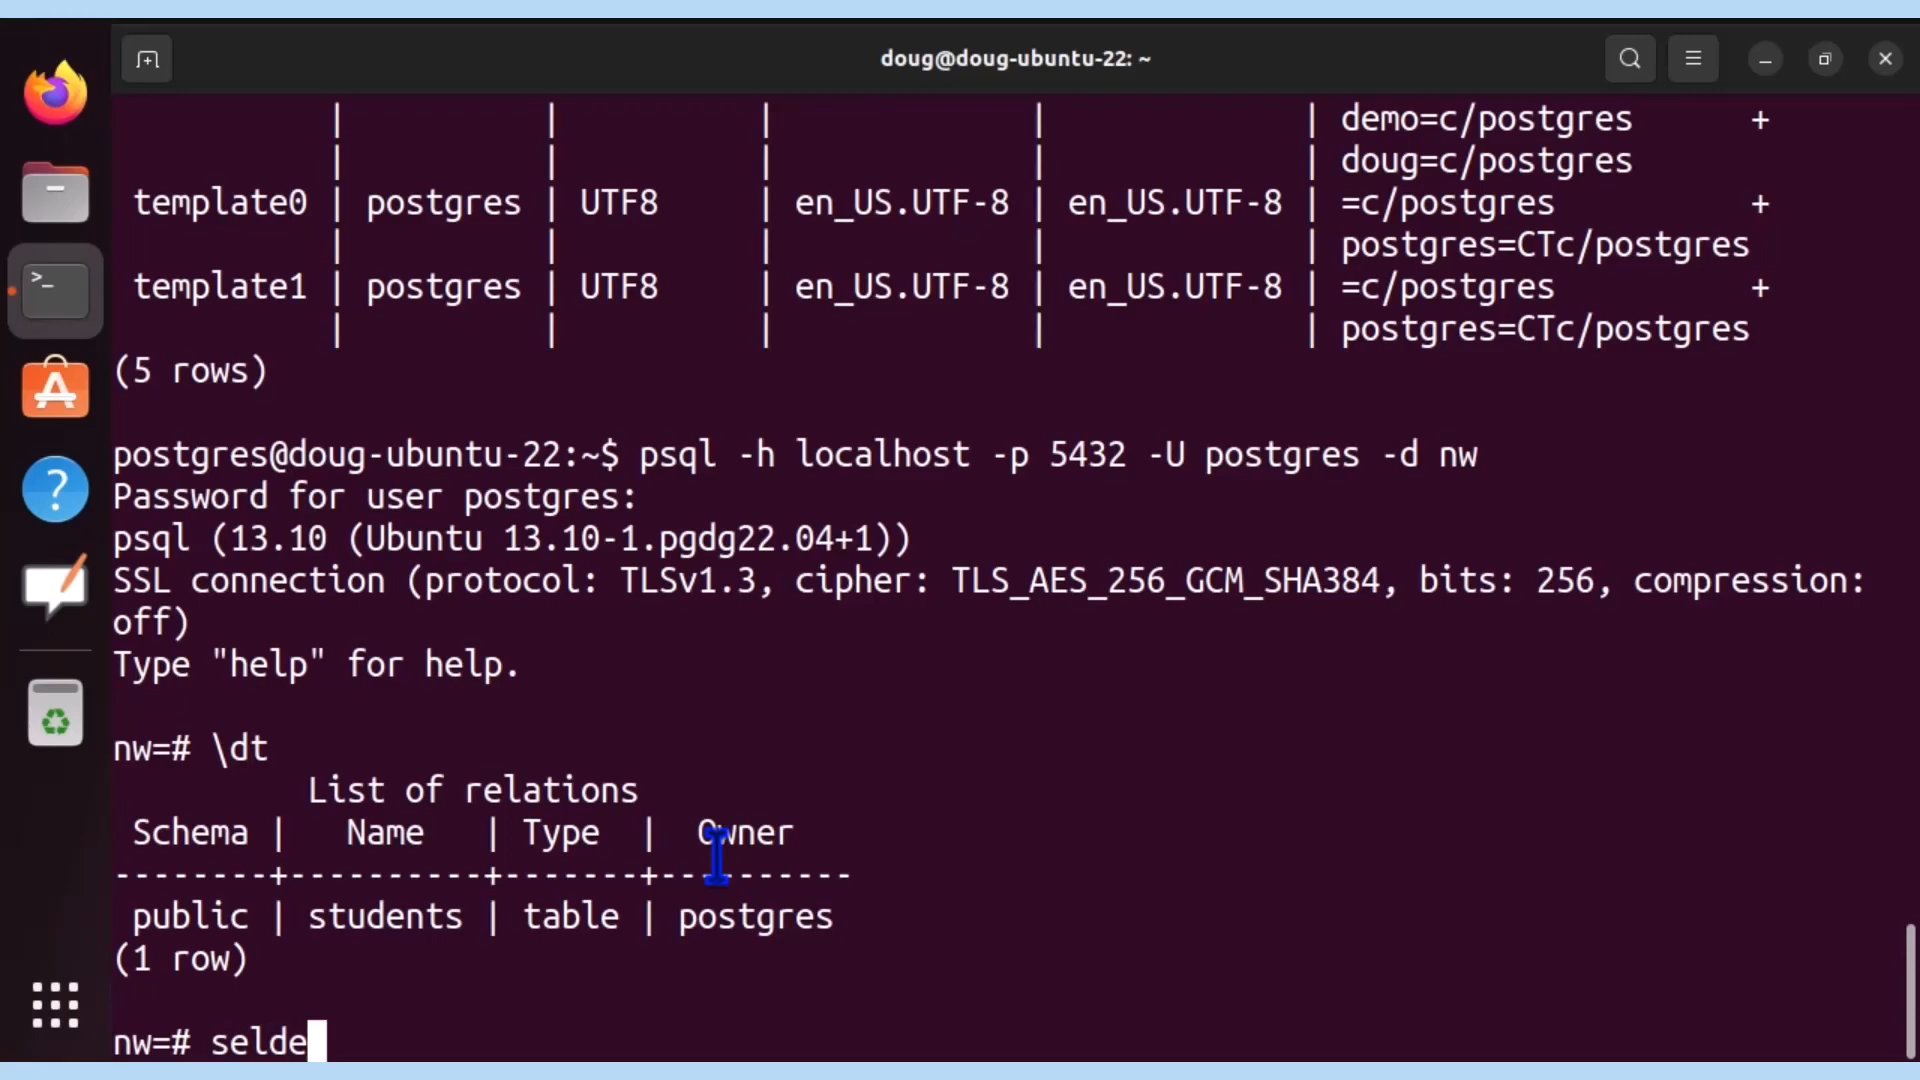 doug@doug-ubuntu-22: ~
| | | | | demo=c/postgres +
| | | | | doug=c/postgres
template0 | postgres | UTF8 | en_US.UTF-8 | en_US.UTF-8 | =c/postgres +
| | | | | postgres=CTc/postgres
template1 | postgres | UTF8 | en_US.UTF-8 | en_US.UTF-8 | =c/postgres +
| | | | | postgres=CTc/postgres
(5 rows)
postgres@doug-ubuntu-22:~$ psql -h localhost -p 5432 -U postgres -d nw
Password for user postgres:
psql (13.10 (Ubuntu 13.10-1.pgdg22.04+1))
SSL connection (protocol: TLSv1.3, cipher: TLS_AES_256_GCM_SHA384, bits: 256, compression:
off)
Type "help" for help.
nw=# \dt
List of relations
Schema | Name | Type | Owner
--------+----------+-------+----------
public | students | table | postgres
(1 row)
nw=# selde